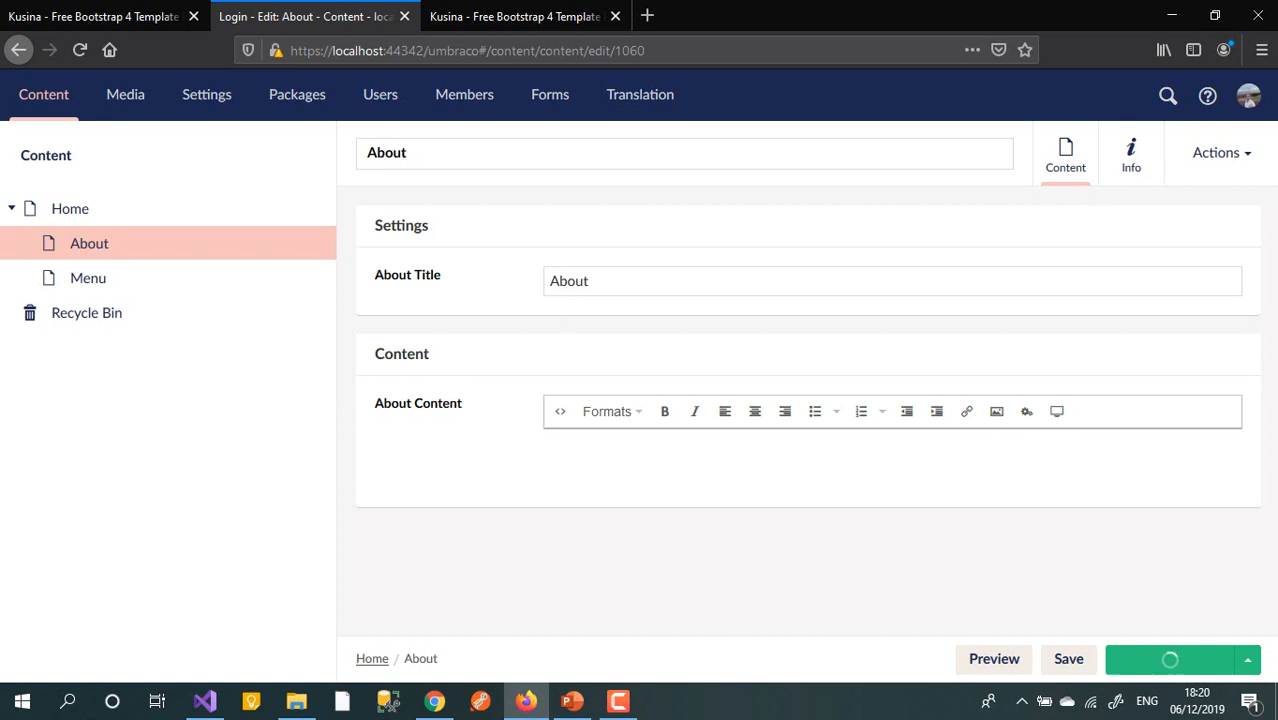 Kusina - Free Bootstrap 4 Template
Login - Edit: About - Content - loca
Kusina - Free Bootstrap 4 Template
https://localhost:44342/umbraco#/content/content/edit/1060
Content
Media
Settings
Packages
Users
Members
Forms
Translation
Content
Home
About
Menu
Recycle Bin
About
Content
Info
Actions
Settings
About Title
About
Content
About Content
Formats
Home / About
Preview
Save
ENG
18:20
06/12/2019
1